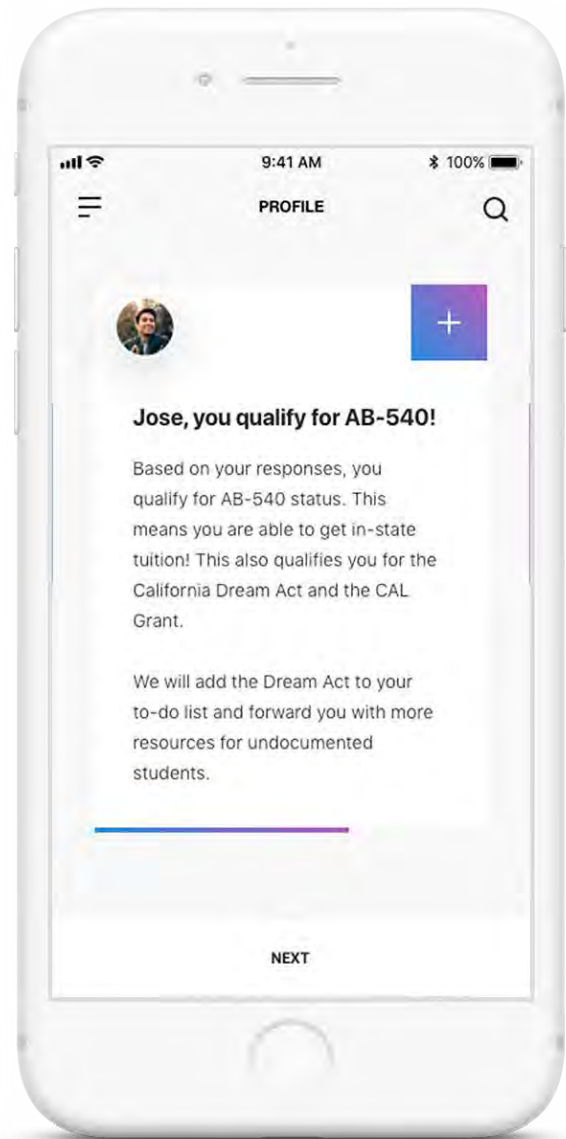 9:41 AM 100%
PROFILE
+
Jose, you qualify for AB-540!
Based on your responses, you
qualify for AB-540 status. This
means you are able to get in-state
tuition! This also qualifies you for the
California Dream Act and the CAL
Grant.
We will add the Dream Act to your
to-do list and forward you with more
resources for undocumented
students.
NEXT